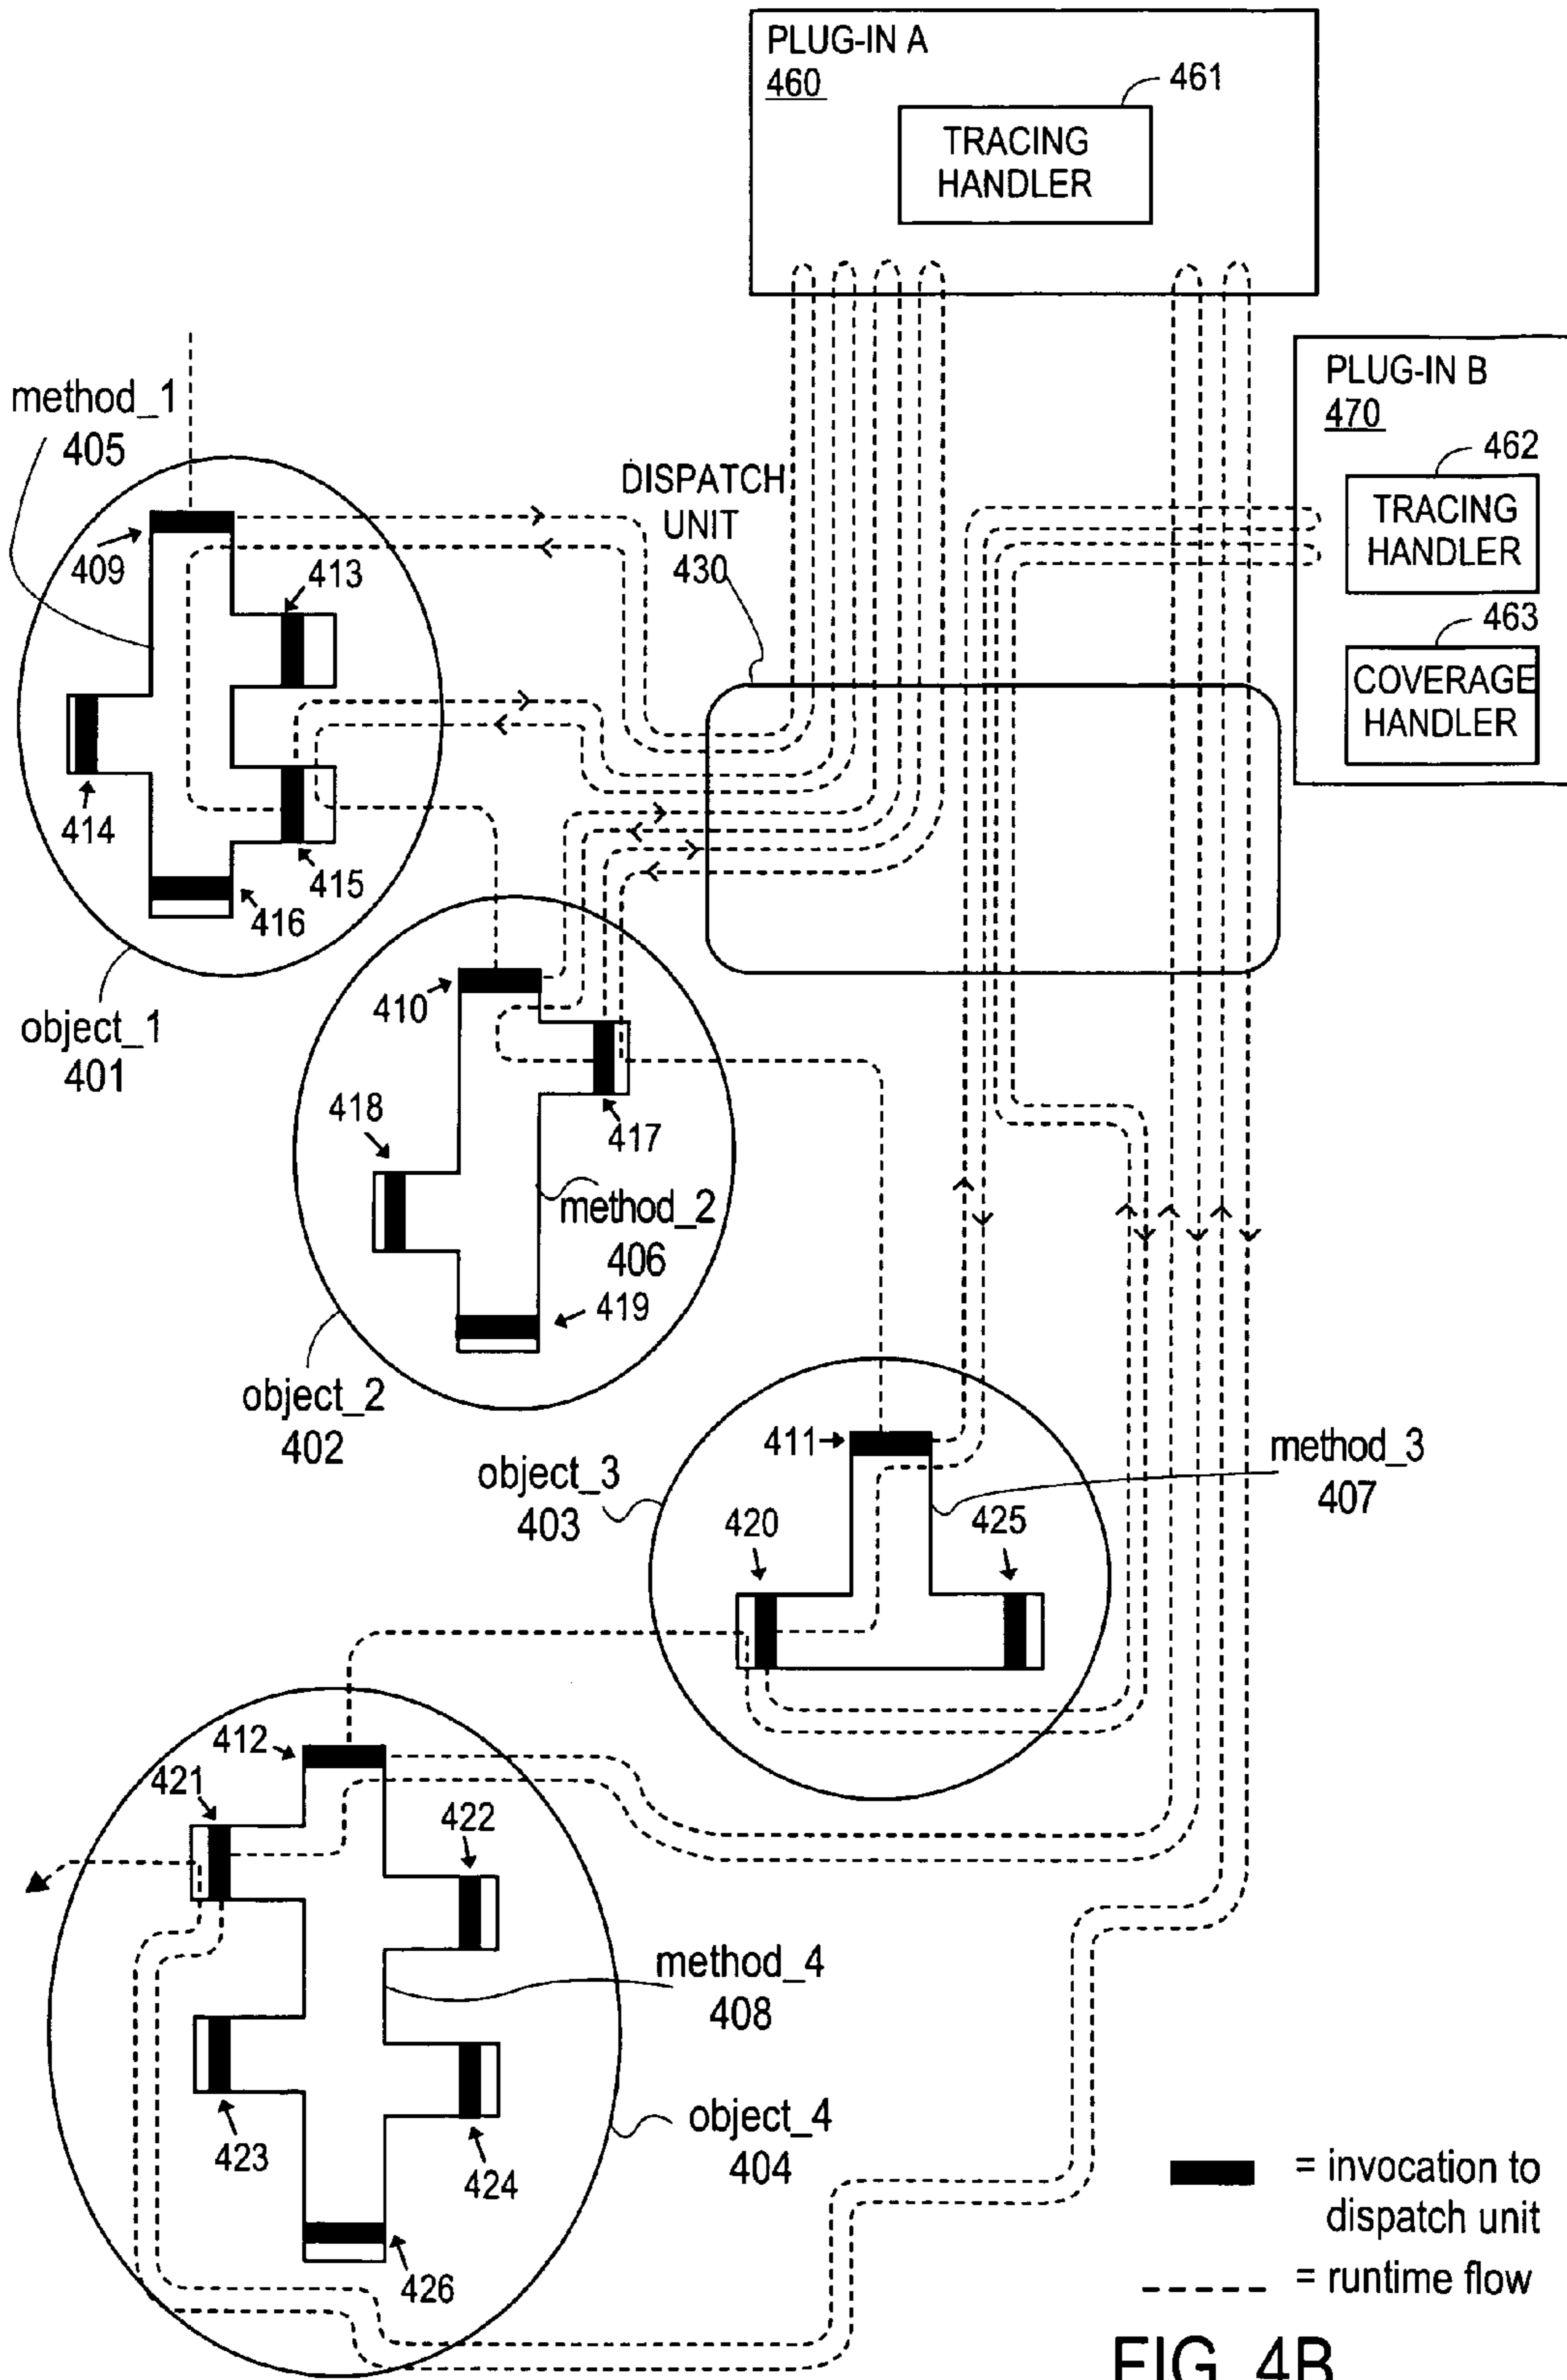 PLUG-IN A
460
461
TRACING
HANDLER
PLUG-IN B
470
462
TRACING
HANDLER
463
COVERAGE
HANDLER
method_1
405
DISPATCH
UNIT
430
409
413
414
415
416
object_1
401
410
418
417
method_2
406
419
object_2
402
411
object_3
403
method_3
407
420
425
412
421
422
method_4
408
423
424
object_4
404
426
= invocation to
dispatch unit
= runtime flow
FIG. 4B